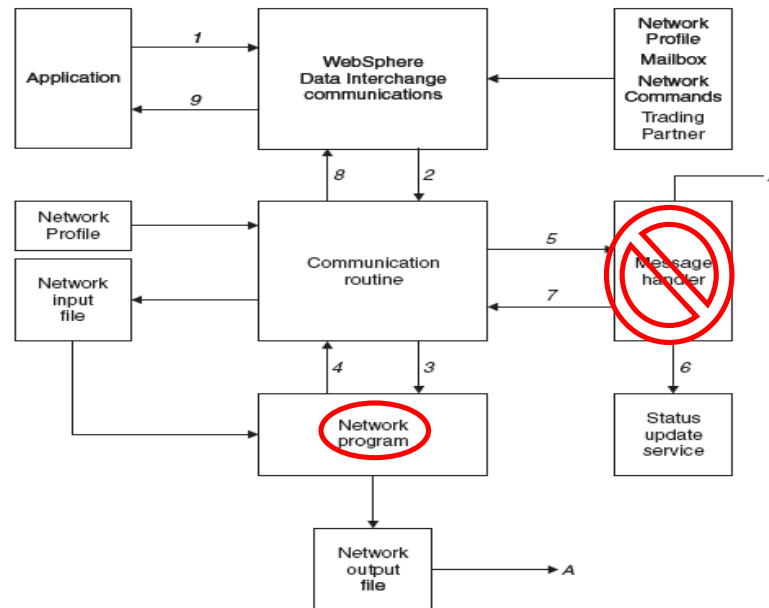 Application
1
9
WebSphere
Data Interchange
communications
Network
Profile
Mailbox
Network
Commands
Trading
Partner
8
2
Network
Profile
Network
input
file
Communication
routine
5
7
Message
handler
4
3
6
Network
program
Status
update
service
Network
output
file
A